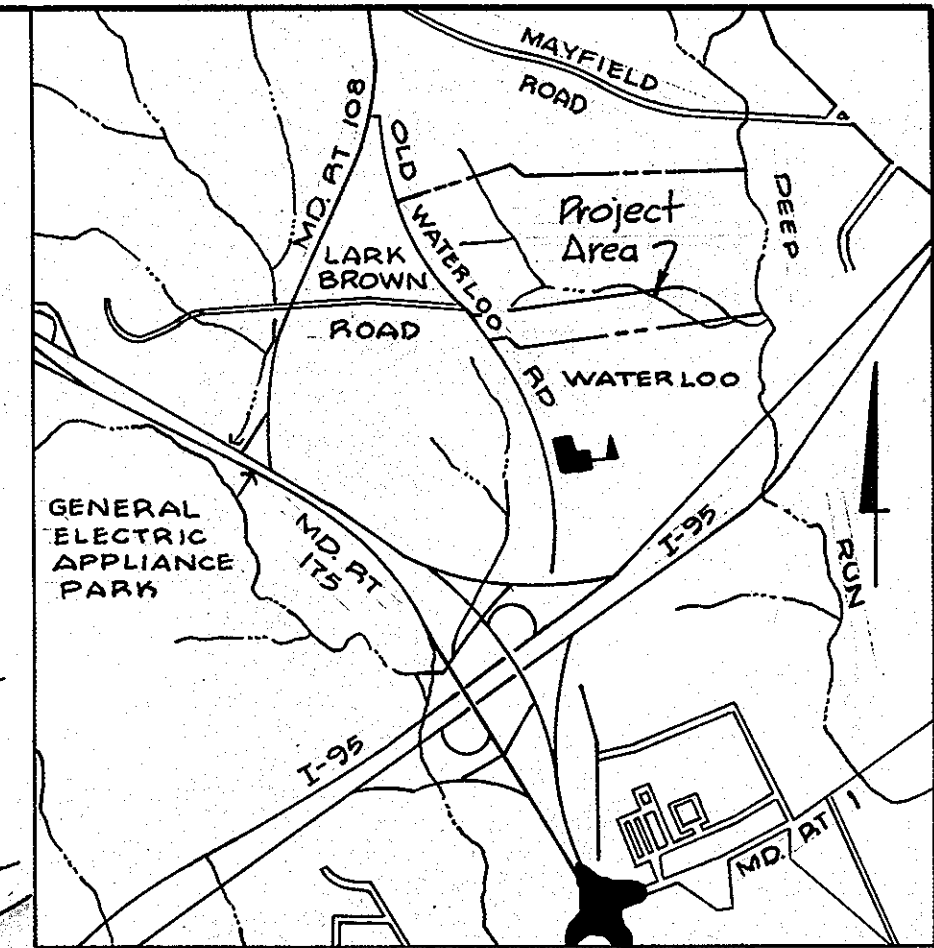 MAYFIELD
ROAD
MD. RT 108
OLD
WATERLOO
RD
DEEP
Project
Area
LARK
BROWN
ROAD
WATERLOO
GENERAL
ELECTRIC
APPLIANCE
PARK
MD. RT
175
I-95
RUN
I-95
MD. RT 1